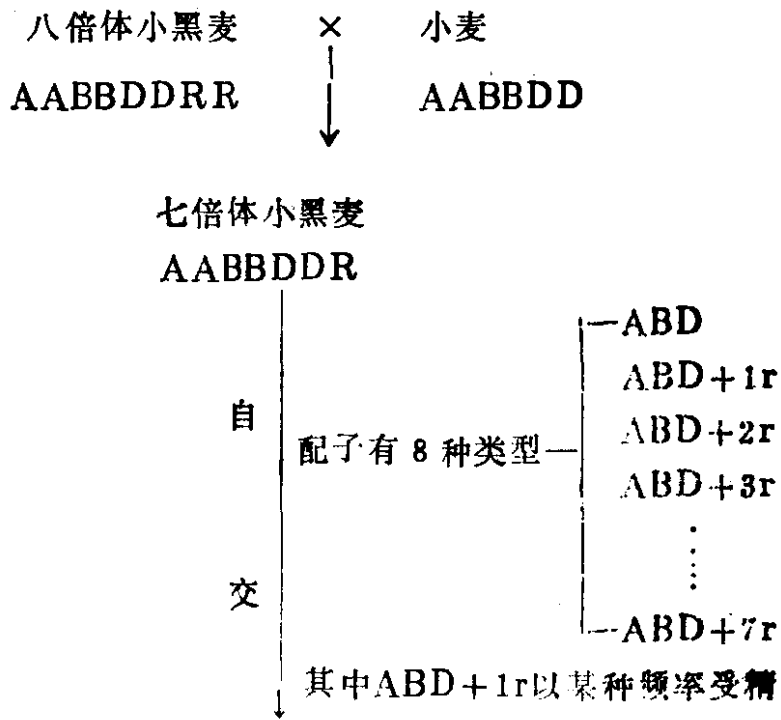 八倍体小黑麦 × 小麦
AABBDDRR AABBDD
七倍体小黑麦
AABBDDR
自
交
配子有 8 种类型
ABD
ABD+1r
ABD+2r
ABD+3r
⋮
ABD+7r
其中ABD+1r以某种频率受精